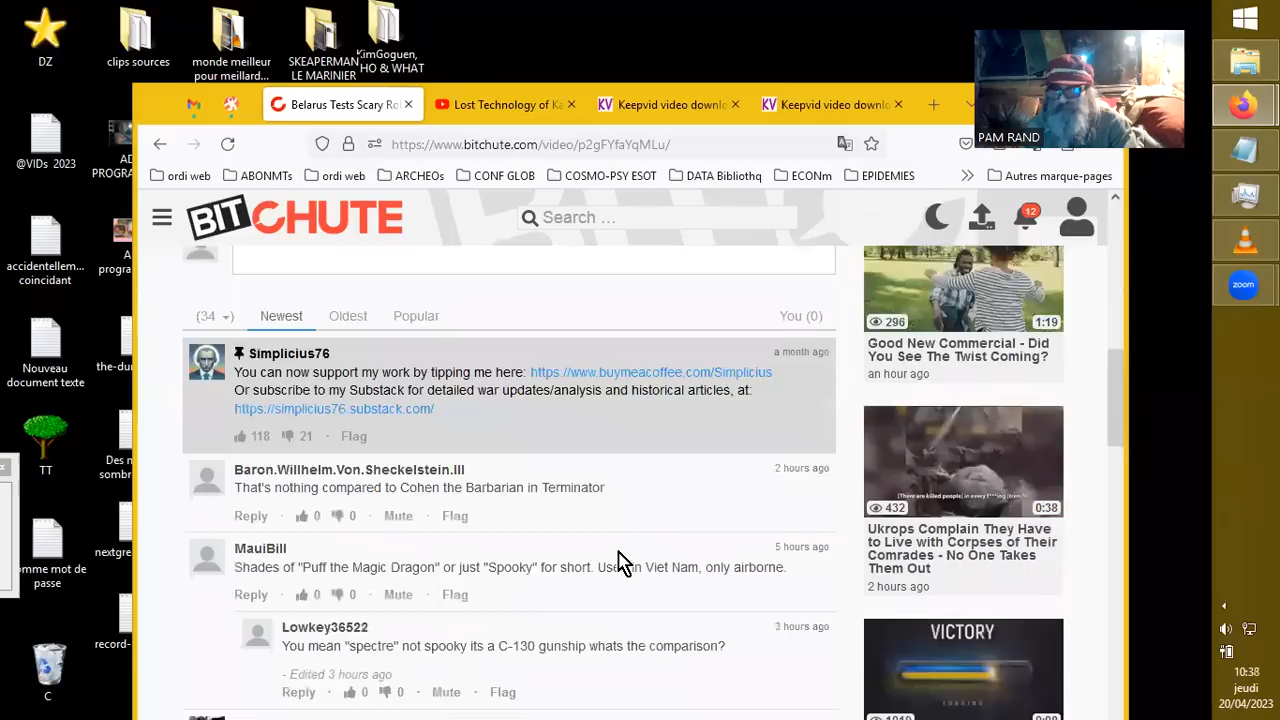 DZ
clips sources
monde meilleur
pour meillard...
SKEAPERMAN
LE MARINIER
KimGoguen,
HO & WHAT
PAM RAND
Belarus Tests Scary Ro
Lost Technology of Ka
Keepvid video downlo
Keepvid video downlo
https://www.bitchute.com/video/p2gFYfaYqMLu/
ordi web
ABONMTs
ordi web
ARCHEOs
CONF GLOB
COSMO-PSY ESOT
DATA Bibliothq
ECONm
EPIDEMIES
Autres marque-pages
BITCHUTE
Search ...
12
@VIDs 2023
accidentellem...
coincidant
Nouveau
document texte
TT
C
zoom
(34
Newest
Oldest
Popular
You (0)
Simplicius76
a month ago
You can now support my work by tipping me here: https://www.buymeacoffee.com/Simplicius
Or subscribe to my Substack for detailed war updates/analysis and historical articles, at:
https://simplicius76.substack.com/
118 21 · Flag
Baron.Willhelm.Von.Sheckelstein.III
2 hours ago
That's nothing compared to Cohen the Barbarian in Terminator
Reply · 0 0 · Mute · Flag
MauiBill
5 hours ago
Shades of "Puff the Magic Dragon" or just "Spooky" for short. Viet Nam, only airborne.
Reply · 0 0 · Mute · Flag
Lowkey36522
3 hours ago
You mean "spectre" not spooky its a C-130 gunship whats the comparison?
- Edited 3 hours ago
Reply · 0 0 · Mute · Flag
296
1:19
Good New Commercial - Did
You See The Twist Coming?
an hour ago
432
0:38
Ukrops Complain They Have
to Live with Corpses of Their
Comrades - No One Takes
Them Out
2 hours ago
VICTORY
LOADING
10:38
jeudi
20/04/2023